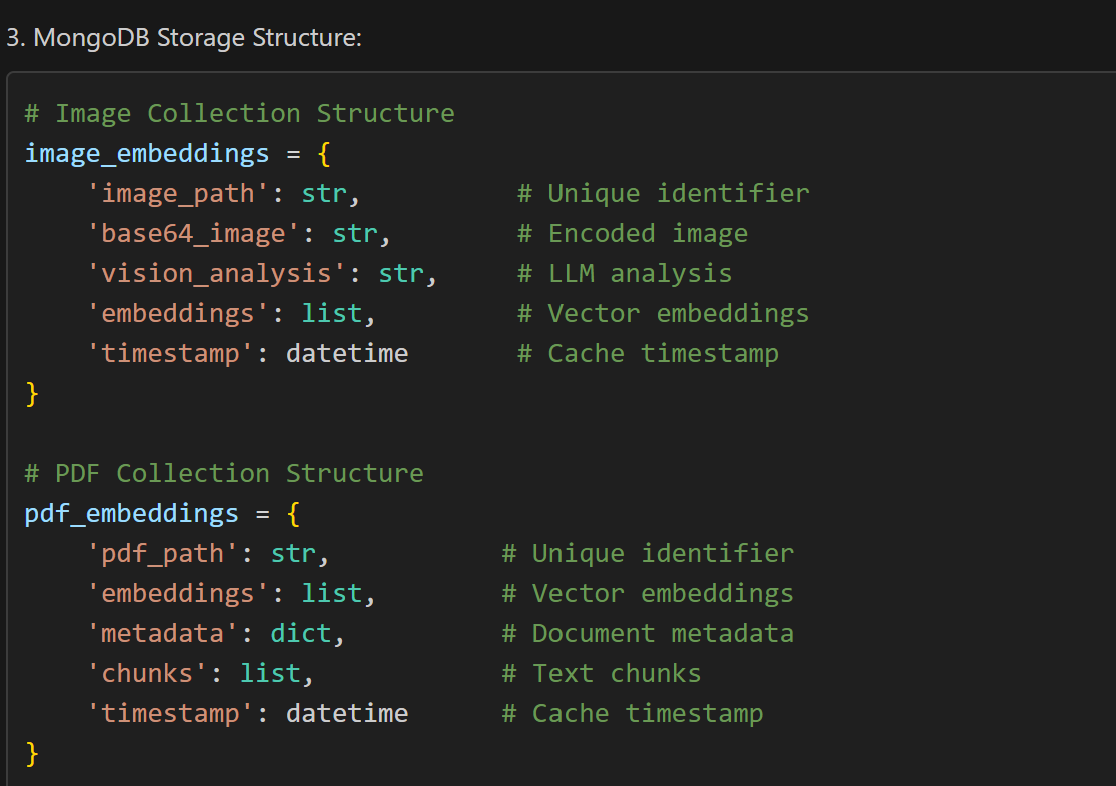 3. MongoDB Storage Structure:
# Image Collection Structure
image_embeddings = {
    'image_path': str,          # Unique identifier
    'base64_image': str,        # Encoded image
    'vision_analysis': str,     # LLM analysis
    'embeddings': list,         # Vector embeddings
    'timestamp': datetime       # Cache timestamp
}
# PDF Collection Structure
pdf_embeddings = {
    'pdf_path': str,           # Unique identifier
    'embeddings': list,        # Vector embeddings
    'metadata': dict,          # Document metadata
    'chunks': list,            # Text chunks
    'timestamp': datetime      # Cache timestamp
}